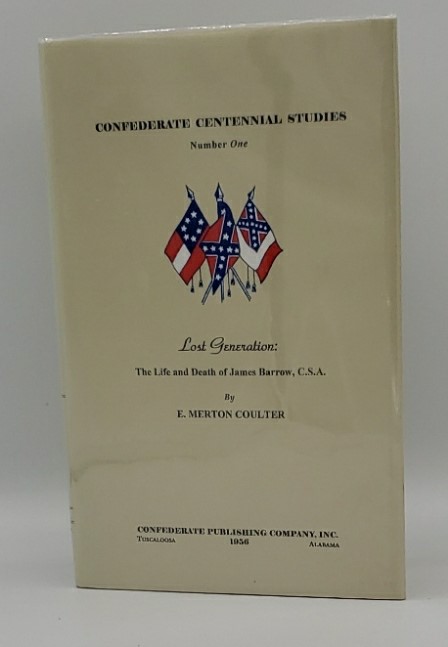 CONFEDERATE CENTENNIAL STUDIES
Number One
Lost Generation:
The Life and Death of James Barrow, C.S.A.
By
E. MERTON COULTER
CONFEDERATE PUBLISHING COMPANY, INC.
TUSCALOOSA 1956 ALABAMA